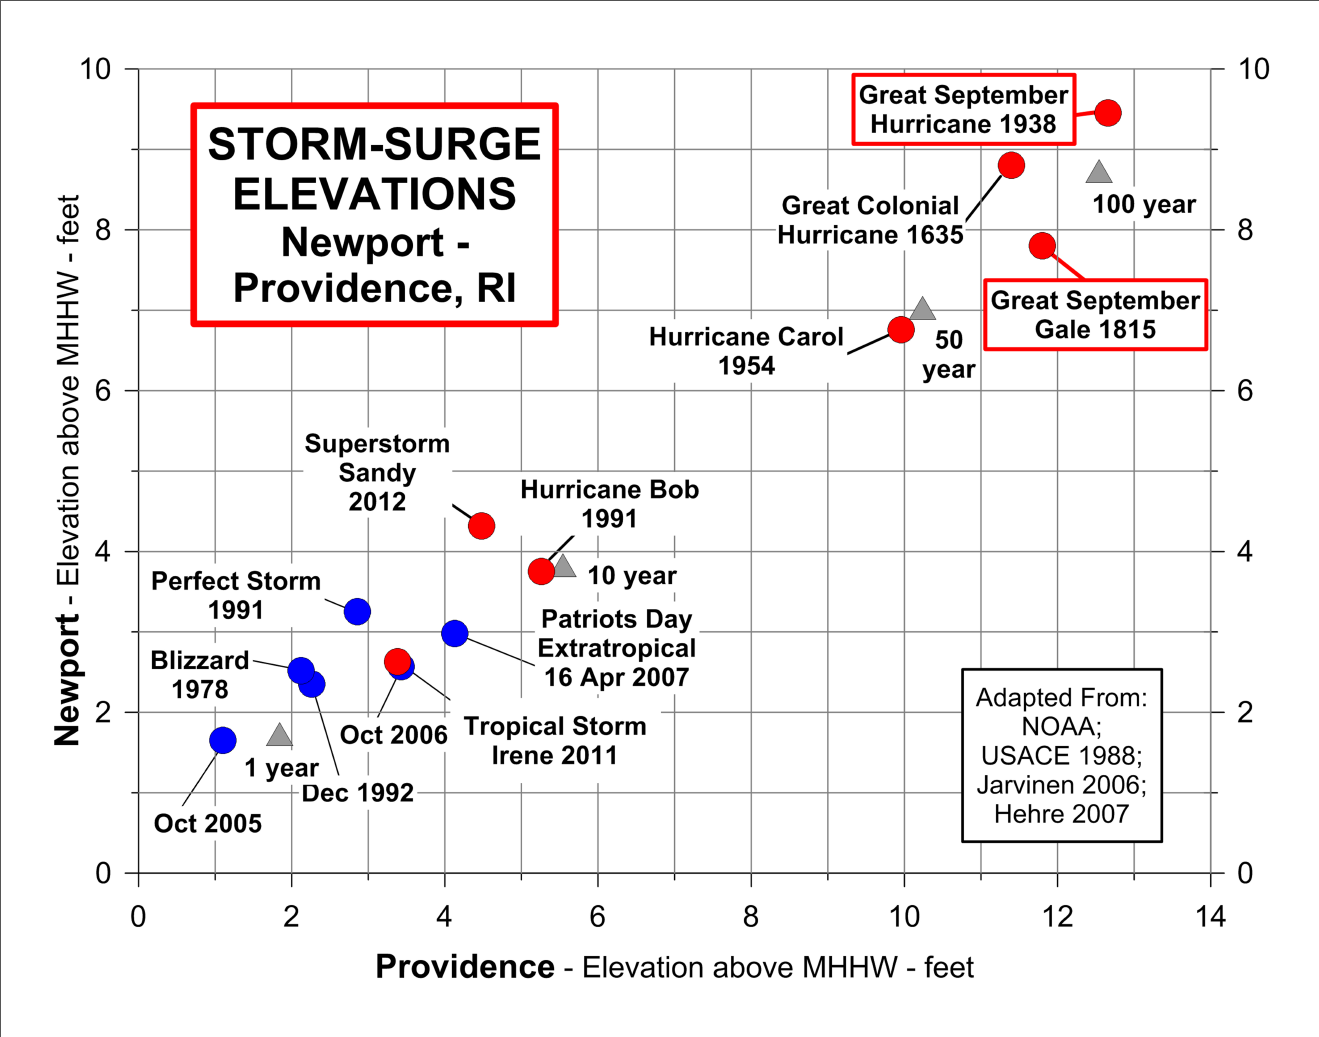 STORM-SURGE
ELEVATIONS
Newport -
Providence, RI
Great September
Hurricane 1938
Great Colonial
Hurricane 1635
100 year
Great September
Gale 1815
Hurricane Carol
1954
50
year
Superstorm
Sandy
2012
Hurricane Bob
1991
10 year
Perfect Storm
1991
Patriots Day
Extratropical
16 Apr 2007
Blizzard
1978
Oct 2006
Tropical Storm
Irene 2011
1 year
Dec 1992
Oct 2005
Adapted From:
NOAA;
USACE 1988;
Jarvinen 2006;
Hehre 2007
10
8
6
4
2
0
10
8
6
4
2
0
0 2 4 6 8 10 12 14
Newport - Elevation above MHHW - feet
Providence - Elevation above MHHW - feet